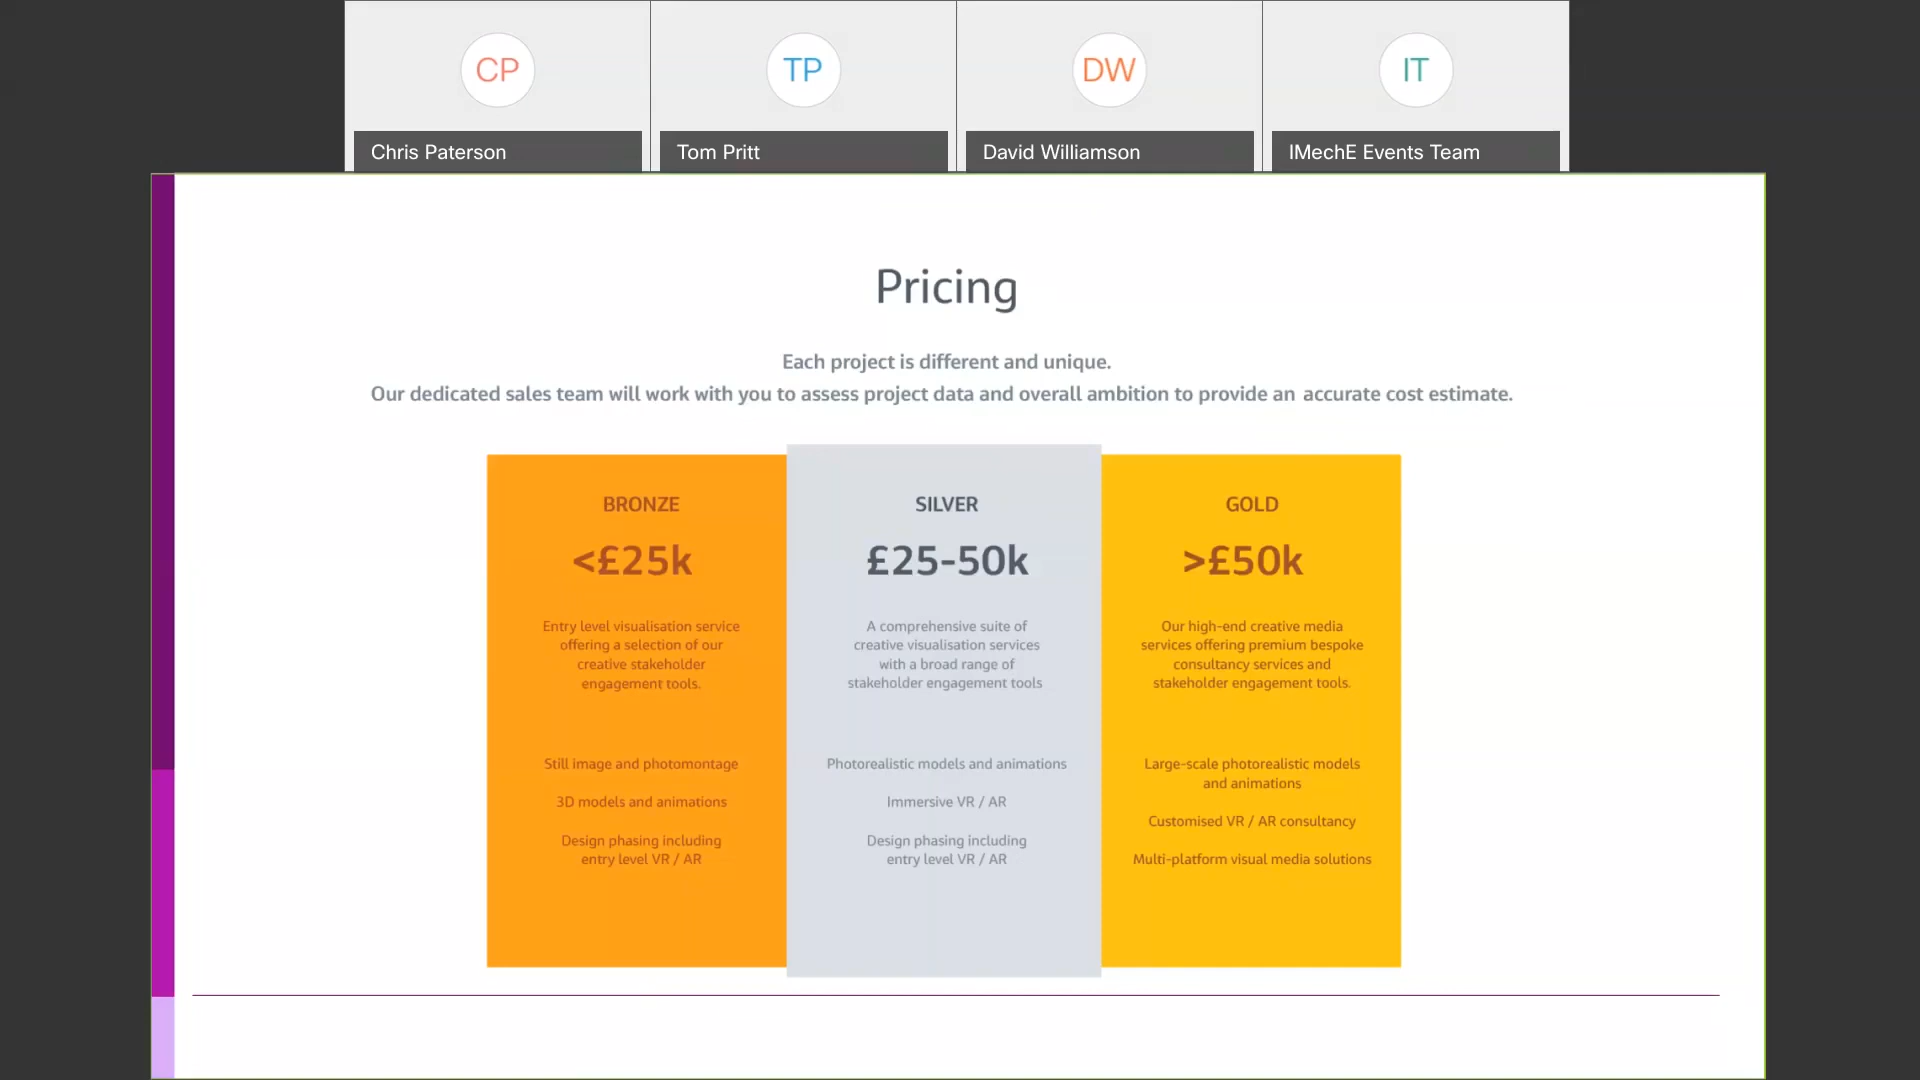 CP
TP
DW
IT
Chris Paterson
Tom Pritt
David Williamson
IMechE Events Team
Pricing
Each project is different and unique.
Our dedicated sales team will work with you to assess project data and overall ambition to provide an accurate cost estimate.
BRONZE
<£25k
Entry level visualisation service
offering a selection of our
creative stakeholder
engagement tools.
Still image and photomontage
3D models and animations
Design phasing including
entry level VR / AR
SILVER
£25-50k
A comprehensive suite of
creative visualisation services
with a broad range of
stakeholder engagement tools
Photorealistic models and animations
Immersive VR / AR
Design phasing including
entry level VR / AR
GOLD
>£50k
Our high-end creative media
services offering premium bespoke
consultancy services and
stakeholder engagement tools.
Large-scale photorealistic models
and animations
Customised VR / AR consultancy
Multi-platform visual media solutions